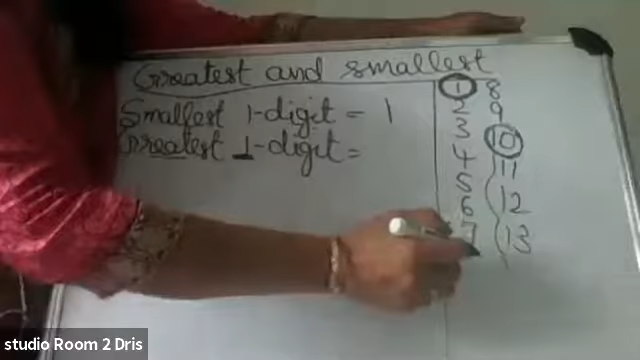 Greatest and smallest
Smallest 1-digit = 1
Greatest 1-digit =
1 8
2 9
3 10
4 11
5
6 12
7 13
studio Room 2 Dris